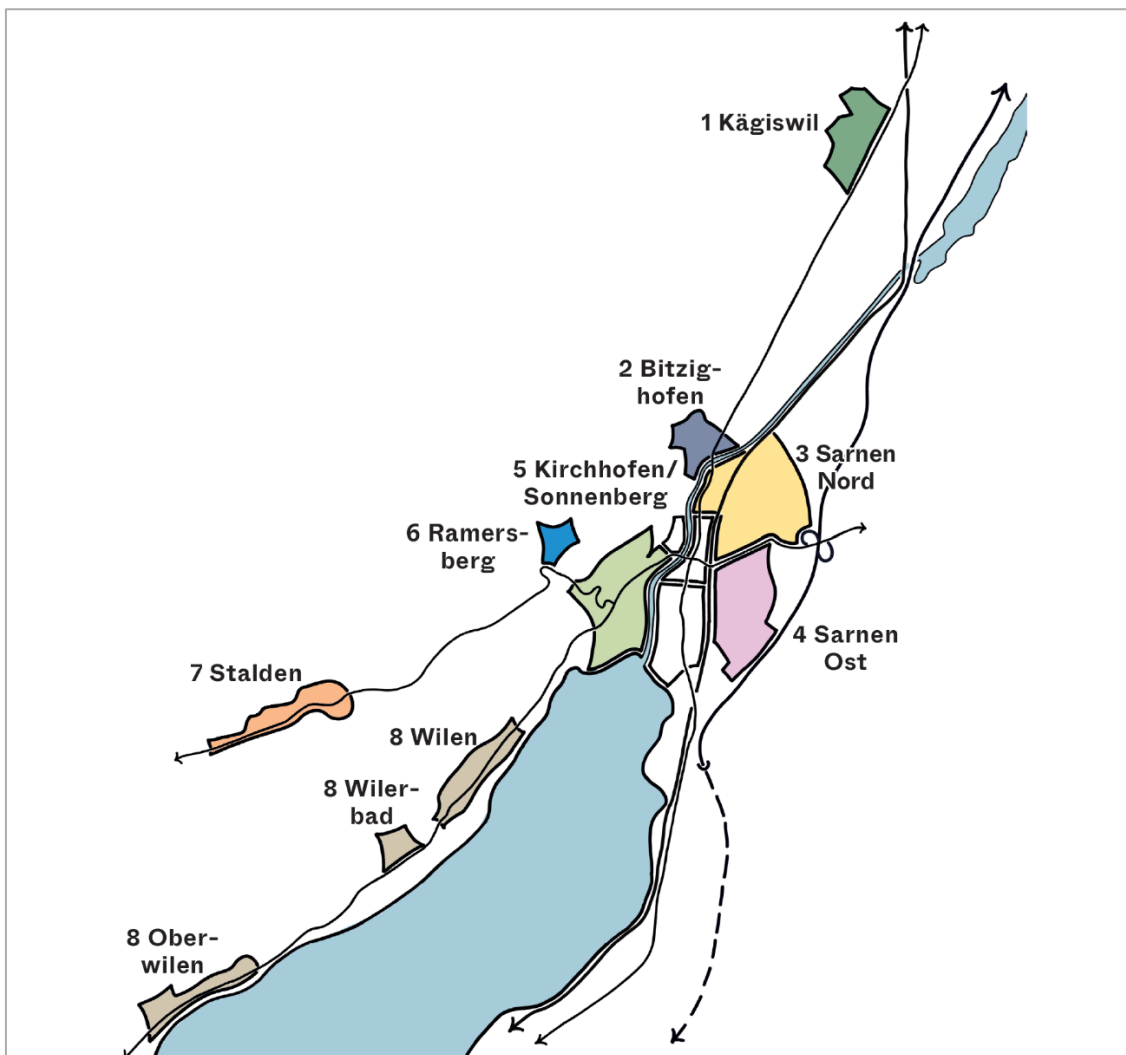 1 Kägiswil
2 Bitzig-
hofen
3 Sarnen
Nord
5 Kirchhofen/
Sonnenberg
6 Ramers-
berg
4 Sarnen
Ost
7 Stalden
8 Wilen
8 Wiler-
bad
8 Ober-
wilen